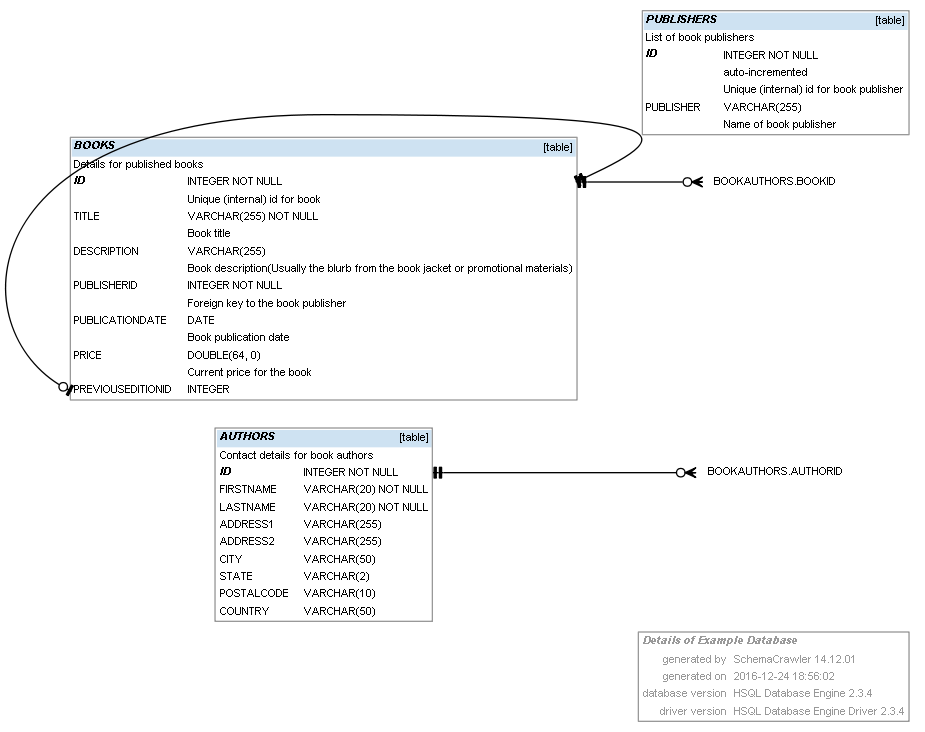 PUBLISHERS [table]
List of book publishers
ID INTEGER NOT NULL
auto-incremented
Unique (internal) id for book publisher
PUBLISHER VARCHAR(255)
Name of book publisher
BOOKS [table]
Details for published books
ID INTEGER NOT NULL
Unique (internal) id for book
TITLE VARCHAR(255) NOT NULL
Book title
DESCRIPTION VARCHAR(255)
Book description(Usually the blurb from the book jacket or promotional materials)
PUBLISHERID INTEGER NOT NULL
Foreign key to the book publisher
PUBLICATIONDATE DATE
Book publication date
PRICE DOUBLE(64, 0)
Current price for the book
PREVIOUSEDITIONID INTEGER
BOOKAUTHORS.BOOKID
AUTHORS [table]
Contact details for book authors
ID INTEGER NOT NULL
FIRSTNAME VARCHAR(20) NOT NULL
LASTNAME VARCHAR(20) NOT NULL
ADDRESS1 VARCHAR(255)
ADDRESS2 VARCHAR(255)
CITY VARCHAR(50)
STATE VARCHAR(2)
POSTALCODE VARCHAR(10)
COUNTRY VARCHAR(50)
BOOKAUTHORS.AUTHORID
Details of Example Database
generated by SchemaCrawler 14.12.01
generated on 2016-12-24 18:56:02
database version HSQL Database Engine 2.3.4
driver version HSQL Database Engine Driver 2.3.4